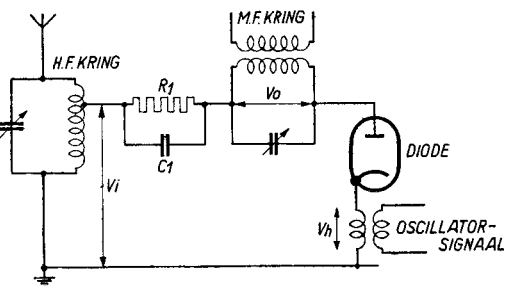 M.F. KRING
H.F. KRING
R1
Vo
C1
Vi
DIODE
Vh
OSCILLATOR-
SIGNAAL